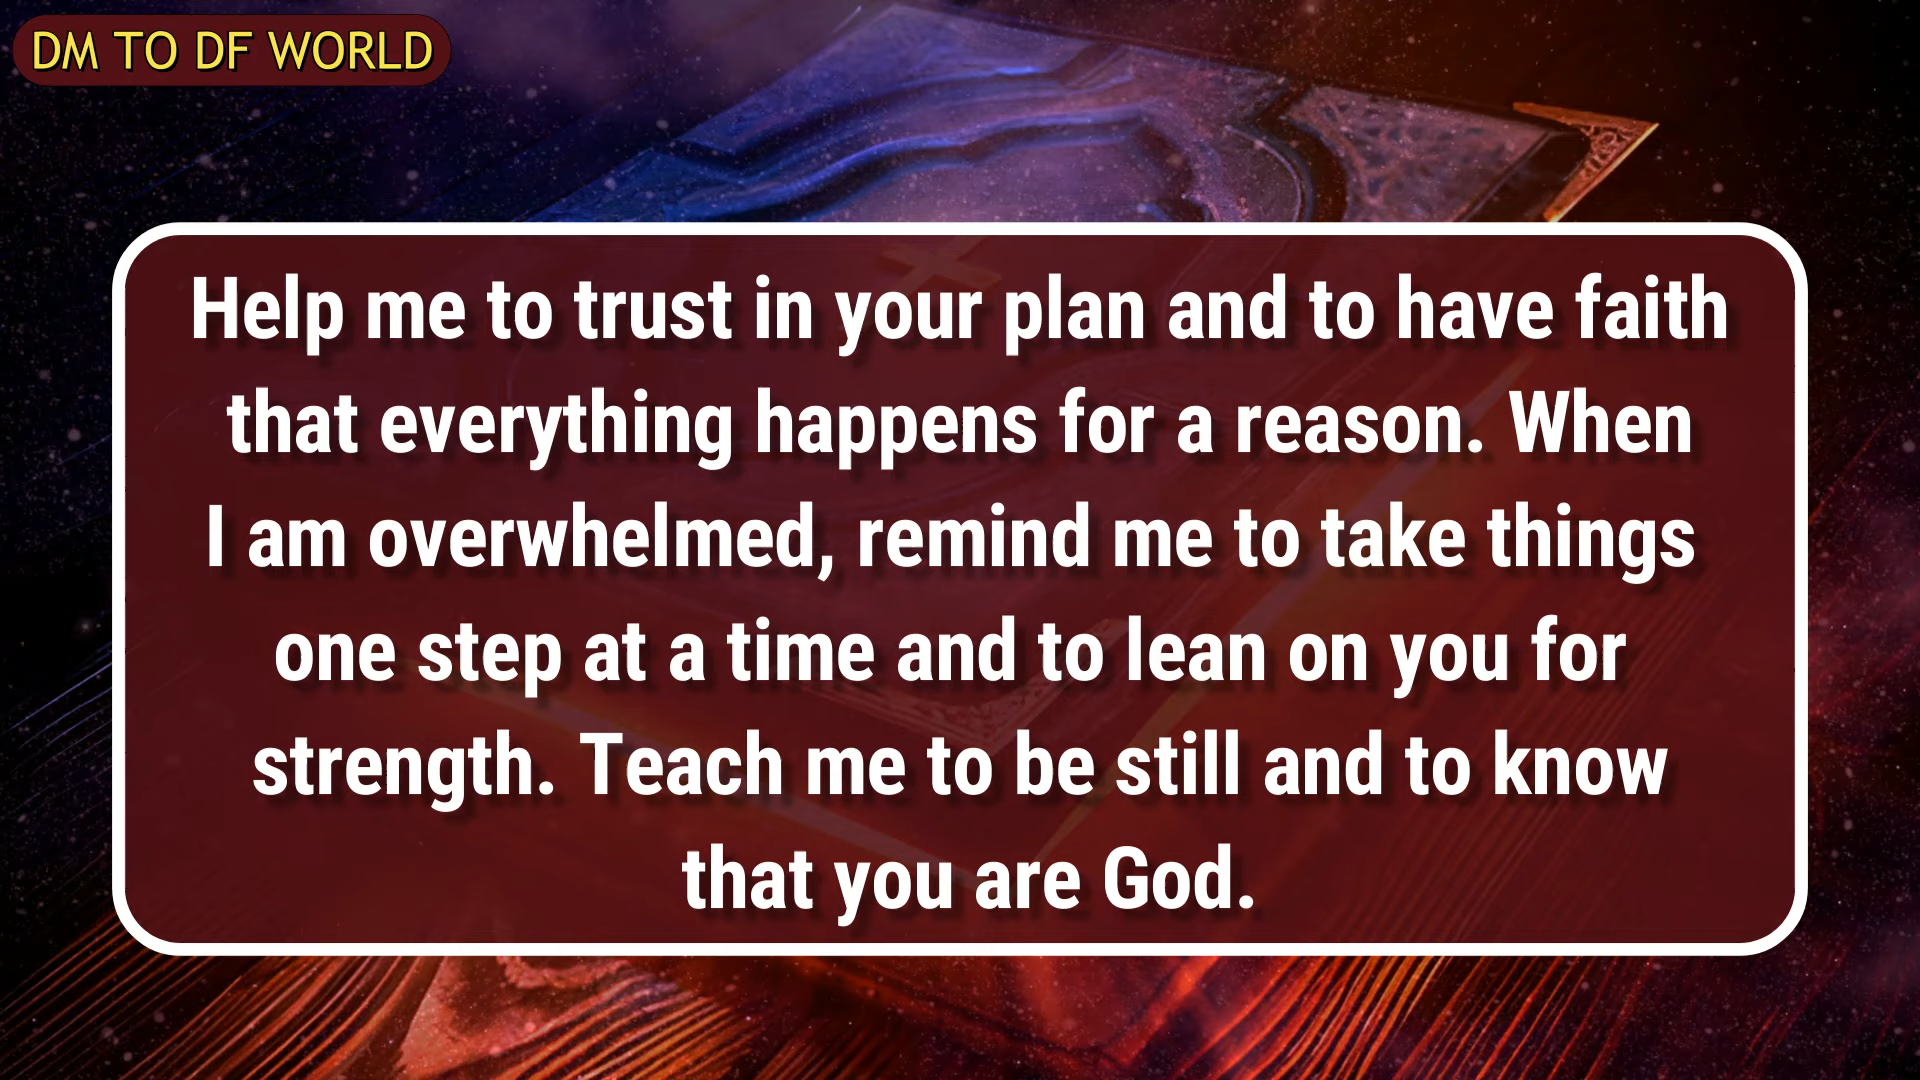 DM TO DF WORLD
Help me to trust in your plan and to have faith
that everything happens for a reason. When
I am overwhelmed, remind me to take things
one step at a time and to lean on you for
strength. Teach me to be still and to know
that you are God.